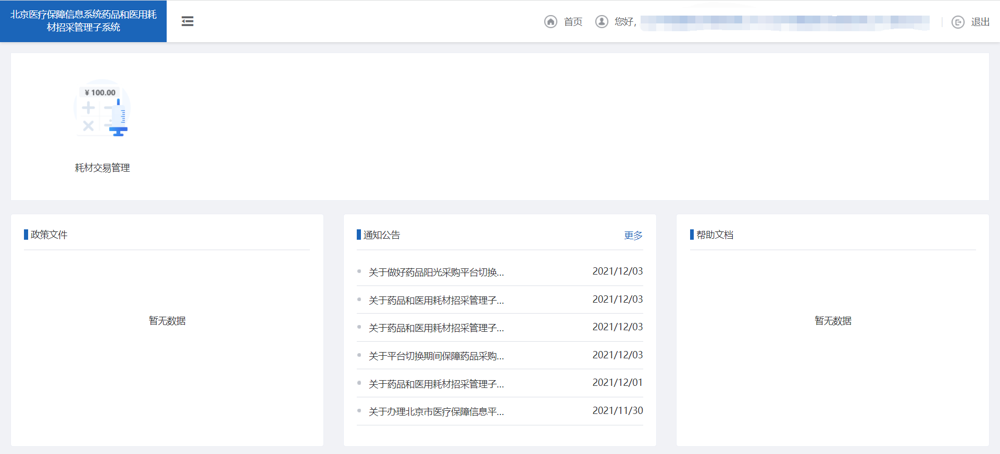 北京医疗保障信息系统药品和医用耗
材招采管理子系统
首页
您好,
退出
¥ 100.00
耗材交易管理
政策文件
暂无数据
通知公告
更多
关于做好药品阳光采购平台切换...
2021/12/03
关于药品和医用耗材招采管理子...
2021/12/03
关于药品和医用耗材招采管理子...
2021/12/03
关于平台切换期间保障药品采购...
2021/12/03
关于药品和医用耗材招采管理子...
2021/12/01
关于办理北京市医疗保障信息平...
2021/11/30
帮助文档
暂无数据